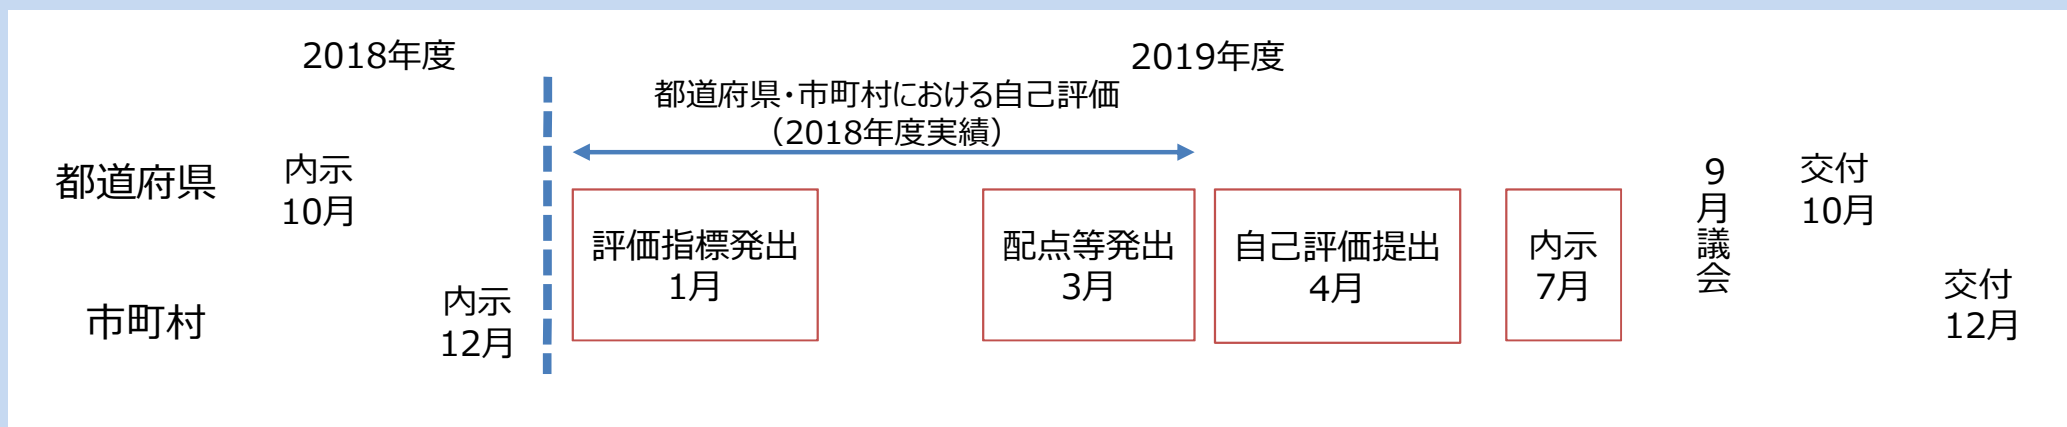 2018年度
2019年度
都道府県・市町村における自己評価
（2018年度実績）
都道府県
内示
10月
市町村
内示
12月
評価指標発出
1月
配点等発出
3月
自己評価提出
4月
内示
7月
9月議会
交付
10月
交付
12月